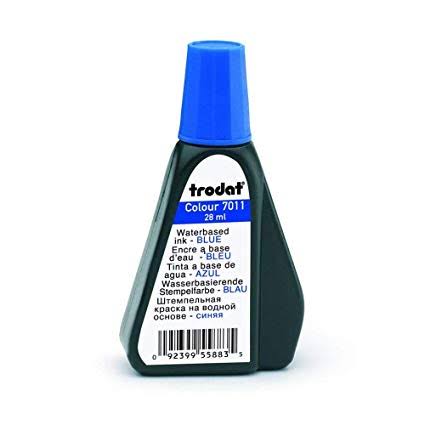 trodat
Colour 7011
28 ml
Waterbased
ink - BLUE
Encre a base
d'eau - BLEU
Tinta a base de
agua - AZUL
Wasserbasierende
Stempelfarbe - BLAU
Штемпельная
краска на водной
основе - синяя
0 92399 55883 5